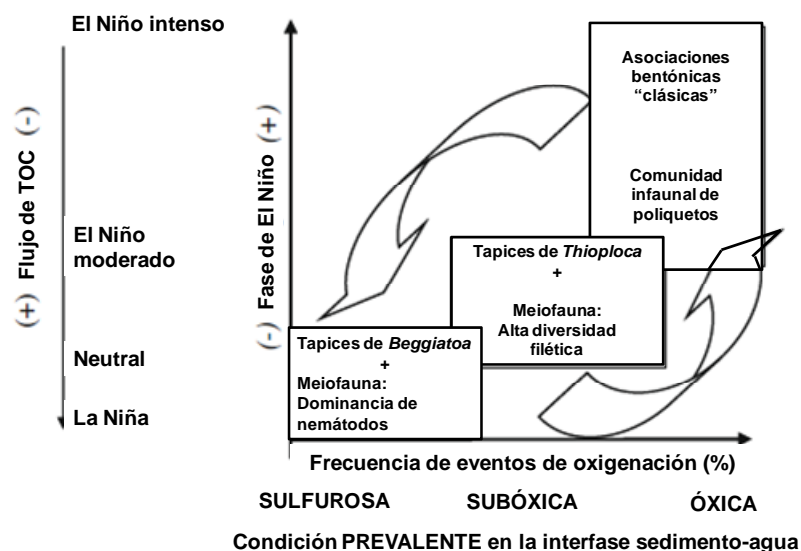 El Niño intenso
(+) Flujo de TOC (-)
El Niño
moderado
Neutral
La Niña
(-) Fase de El Niño (+)
Asociaciones
bentónicas
“clásicas”
Comunidad
infaunal de
poliquetos
Tapices de Thioploca
+
Meiofauna:
Alta diversidad
filética
Tapices de Beggiatoa
+
Meiofauna:
Dominancia de
nemátodos
Frecuencia de eventos de oxigenación (%)
SULFUROSA SUBÓXICA ÓXICA
Condición PREVALENTE en la interfase sedimento-agua